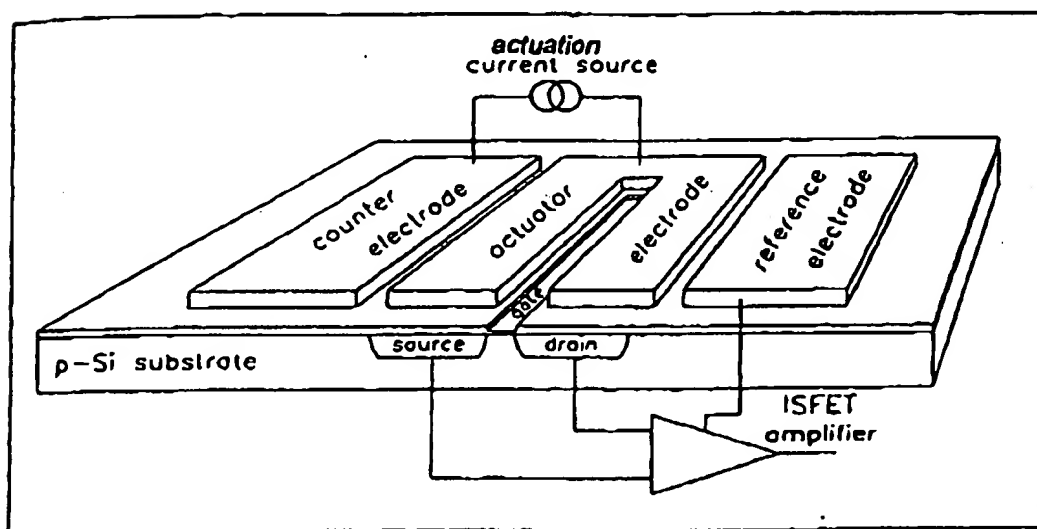 actuation
current source
counter
electrode
actuator
electrode
reference
electrode
gate
source
drain
p-Si substrate
ISFET
amplifier